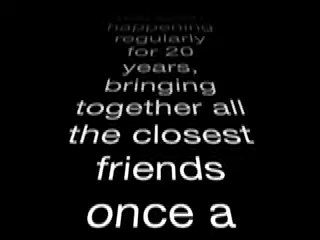 happening
regularly
for 20
years,
bringing
together all
the closest
friends
once a